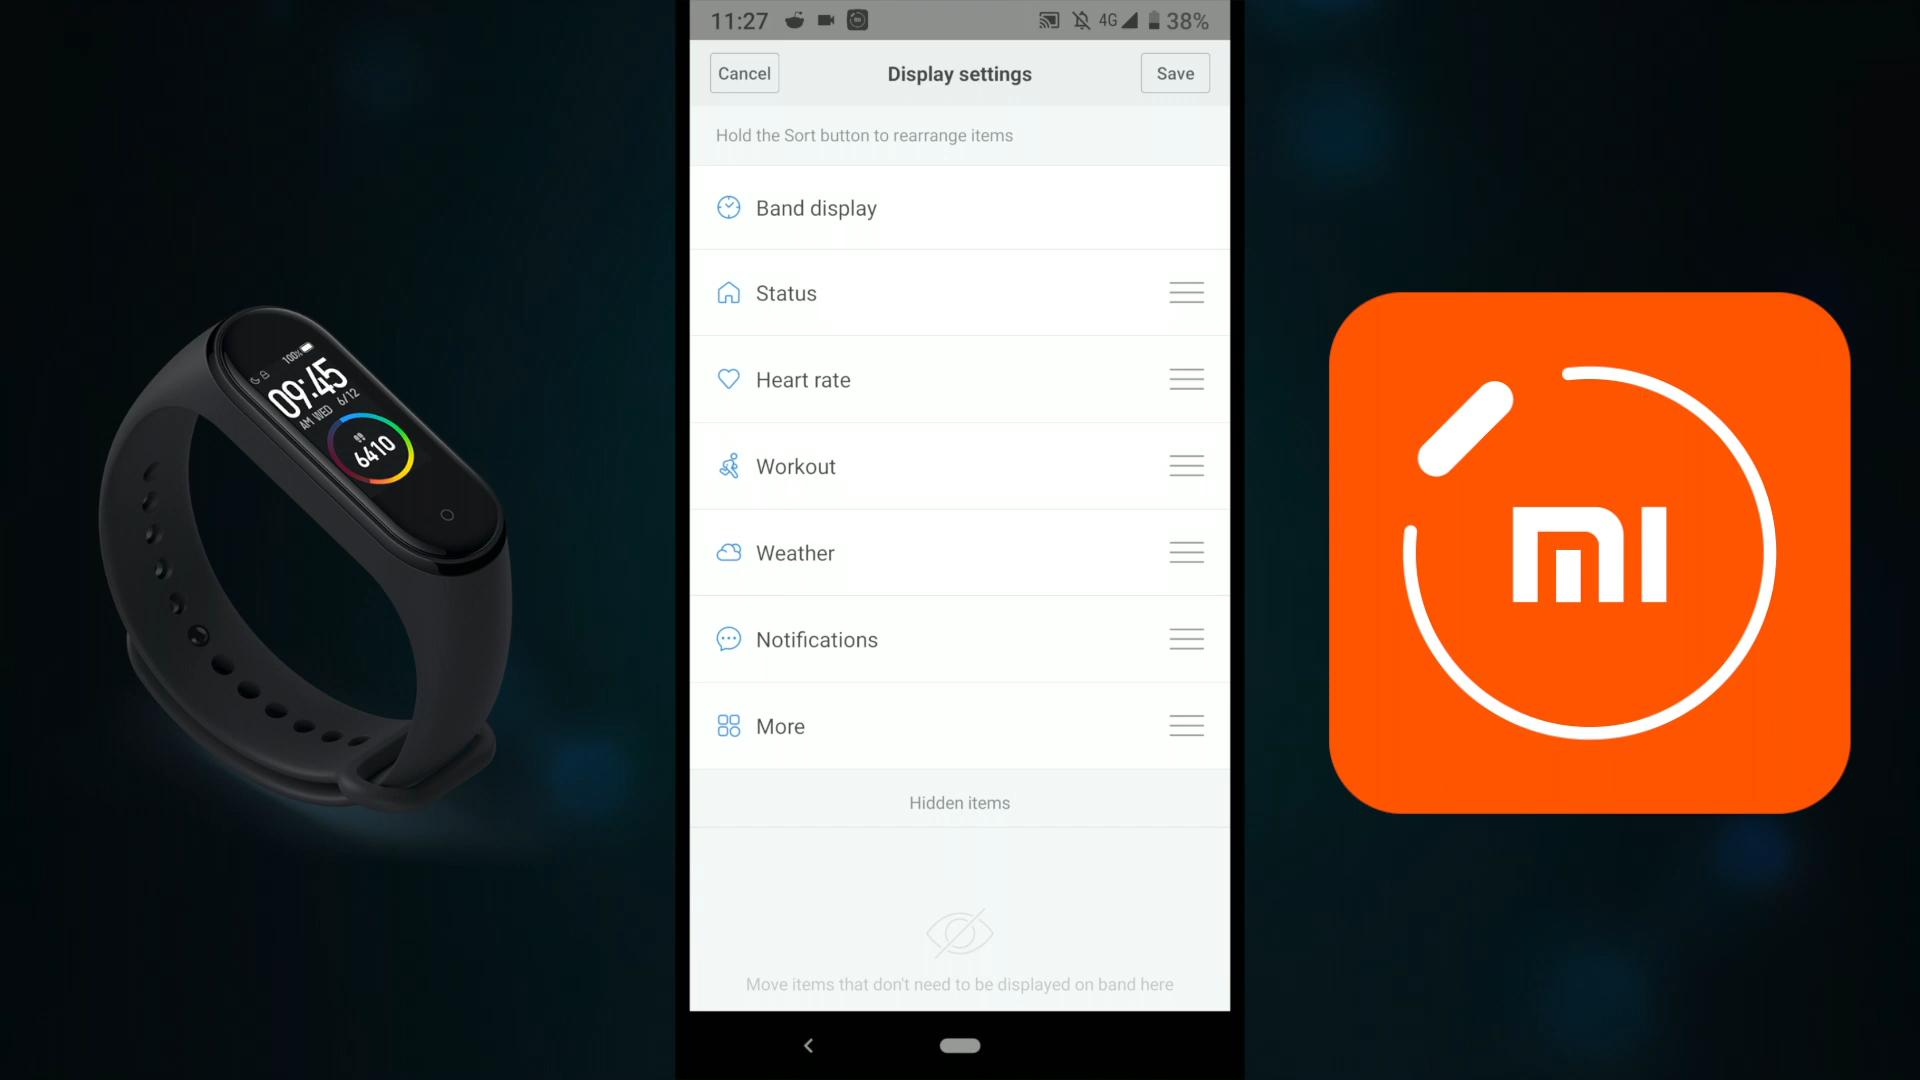 11:27
4G
38%
Cancel
Display settings
Save
Hold the Sort button to rearrange items
Band display
Status
Heart rate
Workout
Weather
Notifications
More
Hidden items
Move items that don't need to be displayed on band here
100%
09:45
AM WED 6/12
6410
mi